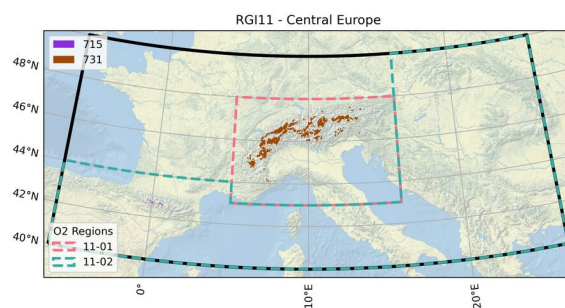 RGI11 - Central Europe
715
731
48°N
46°N
44°N
42°N
40°N
O2 Regions
11-01
11-02
0°
10°E
20°E